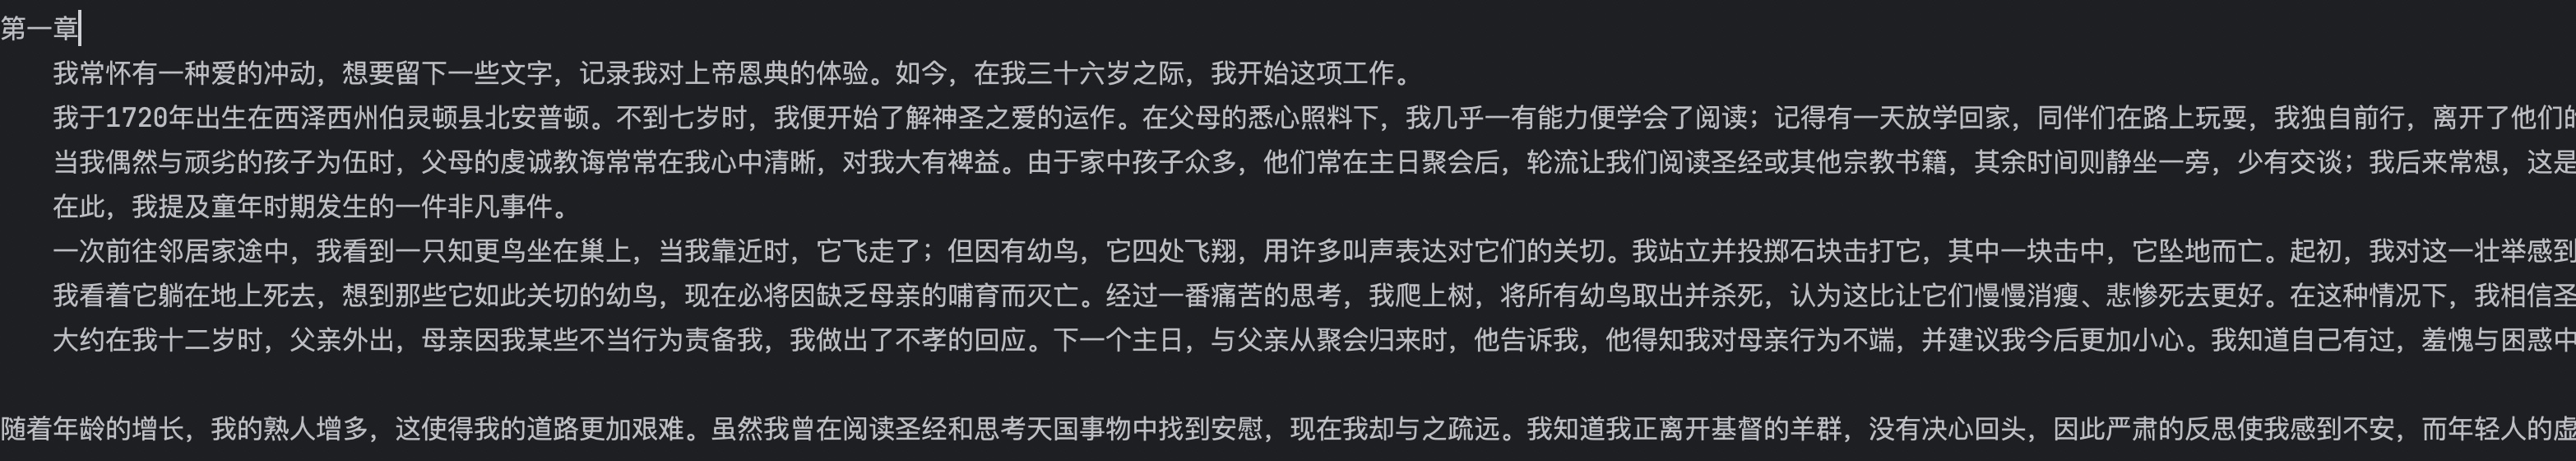 第一章
我常怀有一种爱的冲动，想要留下一些文字，记录我对上帝恩典的体验。如今，在我三十六岁之际，我开始这项工作。
我于1720年出生在西泽西州伯灵顿县北安普顿。不到七岁时，我便开始了解神圣之爱的运作。在父母的悉心照料下，我几乎一有能力便学会了阅读；记得有一天放学回家，同伴们在路上玩耍，我独自前行，离开了他们的
当我偶然与顽劣的孩子为伍时，父母的虔诚教诲常常在我心中清晰，对我大有裨益。由于家中孩子众多，他们常在主日聚会后，轮流让我们阅读圣经或其他宗教书籍，其余时间则静坐一旁，少有交谈；我后来常想，这是
在此，我提及童年时期发生的一件非凡事件。
一次前往邻居家途中，我看到一只知更鸟坐在巢上，当我靠近时，它飞走了；但因有幼鸟，它四处飞翔，用许多叫声表达对它们的关切。我站立并投掷石块击打它，其中一块击中，它坠地而亡。起初，我对这一壮举感到
我看着它躺在地上死去，想到那些它如此关切的幼鸟，现在必将因缺乏母亲的哺育而灭亡。经过一番痛苦的思考，我爬上树，将所有幼鸟取出并杀死，认为这比让它们慢慢消瘦、悲惨死去更好。在这种情况下，我相信圣
大约在我十二岁时，父亲外出，母亲因我某些不当行为责备我，我做出了不孝的回应。下一个主日，与父亲从聚会归来时，他告诉我，他得知我对母亲行为不端，并建议我今后更加小心。我知道自己有过，羞愧与困惑中
随着年龄的增长，我的熟人增多，这使得我的道路更加艰难。虽然我曾在阅读圣经和思考天国事物中找到安慰，现在我却与之疏远。我知道我正离开基督的羊群，没有决心回头，因此严肃的反思使我感到不安，而年轻人的虚